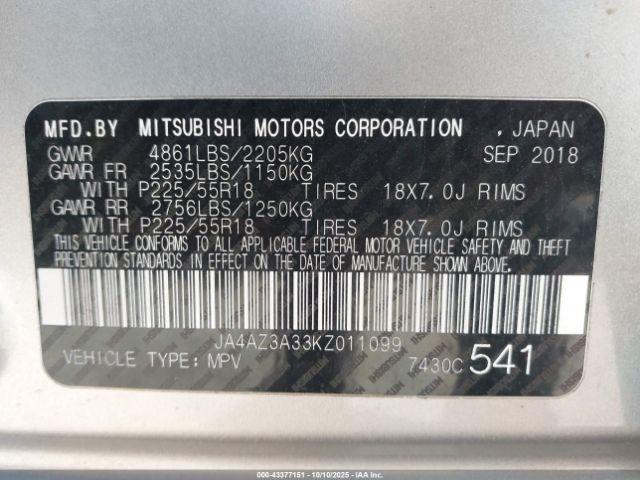 MFD.BY MITSUBISHI MOTORS CORPORATION , JAPAN
GVWR 4861LBS/2205KG SEP 2018
GAWR FR 2535LBS/1150KG
WITH P225/55R18 TIRES 18X7.0J RIMS
GAWR RR 2756LBS/1250KG
WITH P225/55R18 TIRES 18X7.0J RIMS
THIS VEHICLE CONFORMS TO ALL APPLICABLE FEDERAL MOTOR VEHICLE SAFETY AND THEFT
PREVENTION STANDARDS IN EFFECT ON THE DATE OF MANUFACTURE SHOWN ABOVE.
JA4AZ3A33KZ011099
VEHICLE TYPE: MPV 7430C 541
000-43377151 - 10/10/2025 - IAAI Corp.